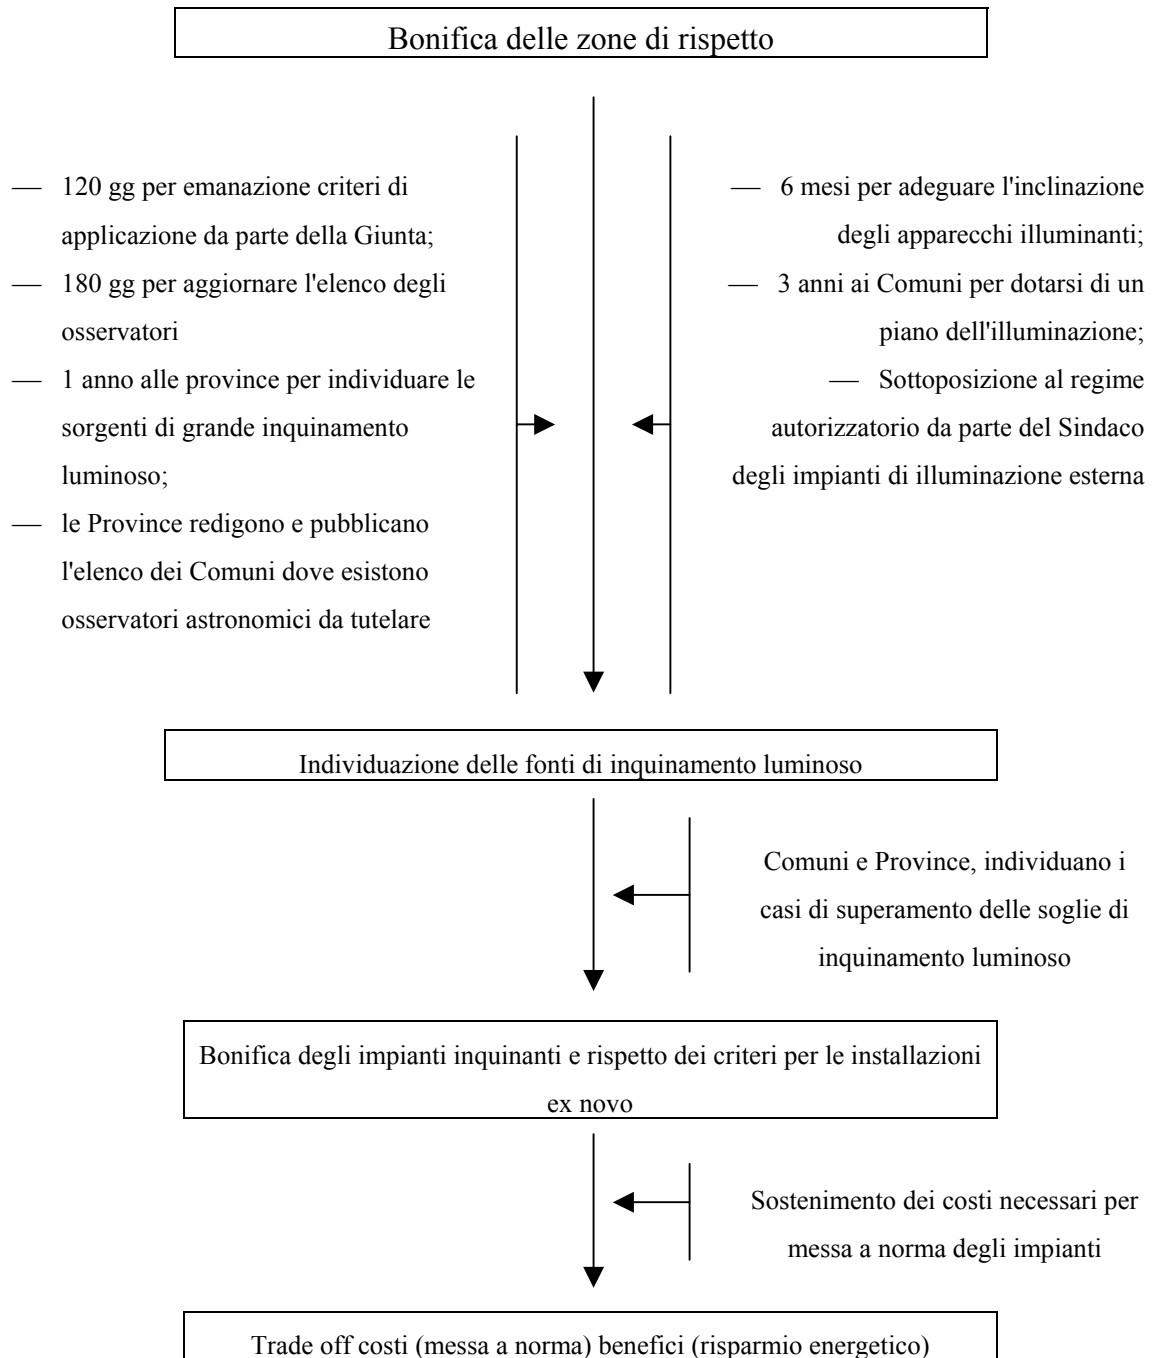 Bonifica delle zone di rispetto
— 120 gg per emanazione criteri di
applicazione da parte della Giunta;
— 180 gg per aggiornare l'elenco degli
osservatori
— 1 anno alle province per individuare le
sorgenti di grande inquinamento
luminoso;
— le Province redigono e pubblicano
l'elenco dei Comuni dove esistono
osservatori astronomici da tutelare
— 6 mesi per adeguare l'inclinazione
degli apparecchi illuminanti;
— 3 anni ai Comuni per dotarsi di un
piano dell'illuminazione;
— Sottoposizione al regime
autorizzatorio da parte del Sindaco
degli impianti di illuminazione esterna
Individuazione delle fonti di inquinamento luminoso
Comuni e Province, individuano i
casi di superamento delle soglie di
inquinamento luminoso
Bonifica degli impianti inquinanti e rispetto dei criteri per le installazioni
ex novo
Sostenimento dei costi necessari per
messa a norma degli impianti
Trade off costi (messa a norma) benefici (risparmio energetico)